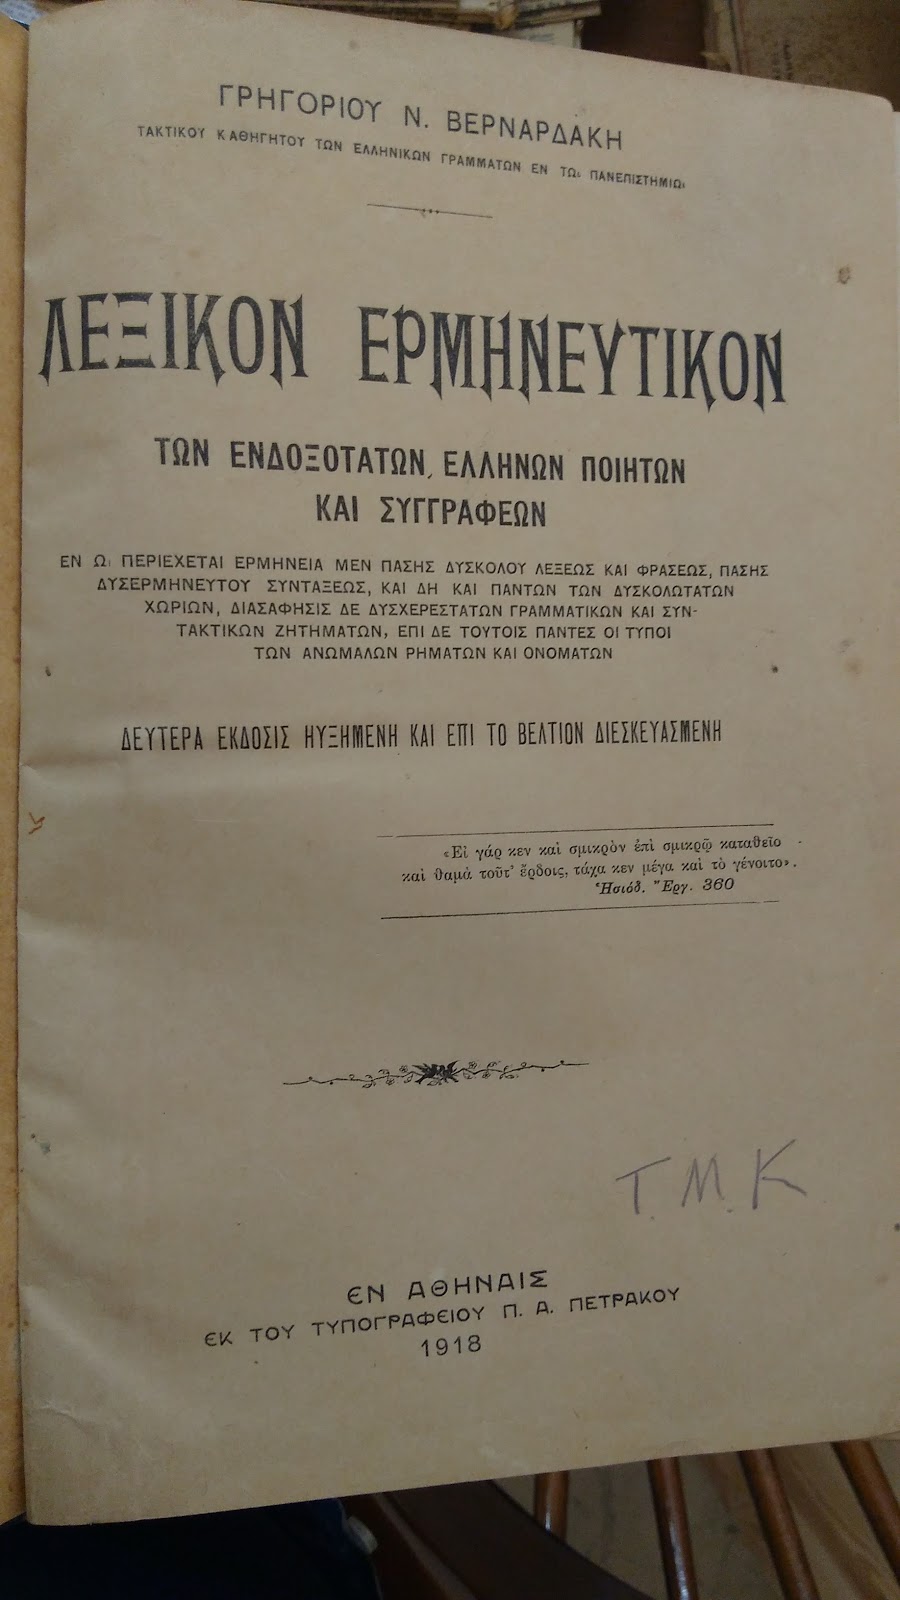 ΓΡΗΓΟΡΙΟΥ Ν. ΒΕΡΝΑΡΔΑΚΗ
ΤΑΚΤΙΚΟΥ ΚΑΘΗΓΗΤΟΥ ΤΩΝ ΕΛΛΗΝΙΚΩΝ ΓΡΑΜΜΑΤΩΝ ΕΝ ΤΩι ΠΑΝΕΠΙΣΤΗΜΙΩι
ΛΕΞΙΚΟΝ ΕΡΜΗΝΕΥΤΙΚΟΝ
ΤΩΝ ΕΝΔΟΞΟΤΑΤΩΝ, ΕΛΛΗΝΩΝ ΠΟΙΗΤΩΝ
ΚΑΙ ΣΥΓΓΡΑΦΕΩΝ
ΕΝ Ωι ΠΕΡΙΕΧΕΤΑΙ ΕΡΜΗΝΕΙΑ ΜΕΝ ΠΑΣΗΣ ΔΥΣΚΟΛΟΥ ΛΕΞΕΩΣ ΚΑΙ ΦΡΑΣΕΩΣ, ΠΑΣΗΣ
ΔΥΣΕΡΜΗΝΕΥΤΟΥ ΣΥΝΤΑΞΕΩΣ, ΚΑΙ ΔΗ ΚΑΙ ΠΑΝΤΩΝ ΤΩΝ ΔΥΣΚΟΛΩΤΑΤΩΝ
ΧΩΡΙΩΝ, ΔΙΑΣΑΦΗΣΙΣ ΔΕ ΔΥΣΧΕΡΕΣΤΑΤΩΝ ΓΡΑΜΜΑΤΙΚΩΝ ΚΑΙ ΣΥΝ-
ΤΑΚΤΙΚΩΝ ΖΗΤΗΜΑΤΩΝ, ΕΠΙ ΔΕ ΤΟΥΤΟΙΣ ΠΑΝΤΕΣ ΟΙ ΤΥΠΟΙ
ΤΩΝ ΑΝΩΜΑΛΩΝ ΡΗΜΑΤΩΝ ΚΑΙ ΟΝΟΜΑΤΩΝ
ΔΕΥΤΕΡΑ ΕΚΔΟΣΙΣ ΗΥΞΗΜΕΝΗ ΚΑΙ ΕΠΙ ΤΟ ΒΕΛΤΙΟΝ ΔΙΕΣΚΕΥΑΣΜΕΝΗ
«Εἰ γάρ κεν καὶ σμικρὸν ἐπὶ σμικρῷ καταθεῖο
καὶ θαμὰ τοῦτ' ἔρδοις, τάχα κεν μέγα καὶ τὸ γένοιτο».
Ἡσιόδ. Ἔργ. 360
Τ. Μ. Κ
ΕΝ ΑΘΗΝΑΙΣ
ΕΚ ΤΟΥ ΤΥΠΟΓΡΑΦΕΙΟΥ Π. Α. ΠΕΤΡΑΚΟΥ
1918